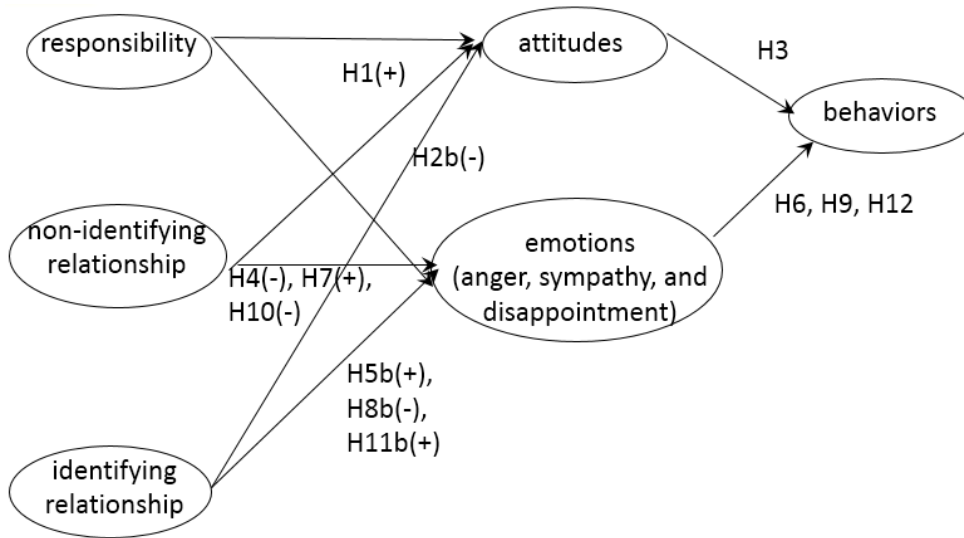 responsibility
attitudes
H3
H1(+)
behaviors
H2b(-)
H6, H9, H12
non-identifying
relationship
emotions
(anger, sympathy, and
disappointment)
H4(-), H7(+),
H10(-)
H5b(+),
H8b(-),
H11b(+)
identifying
relationship